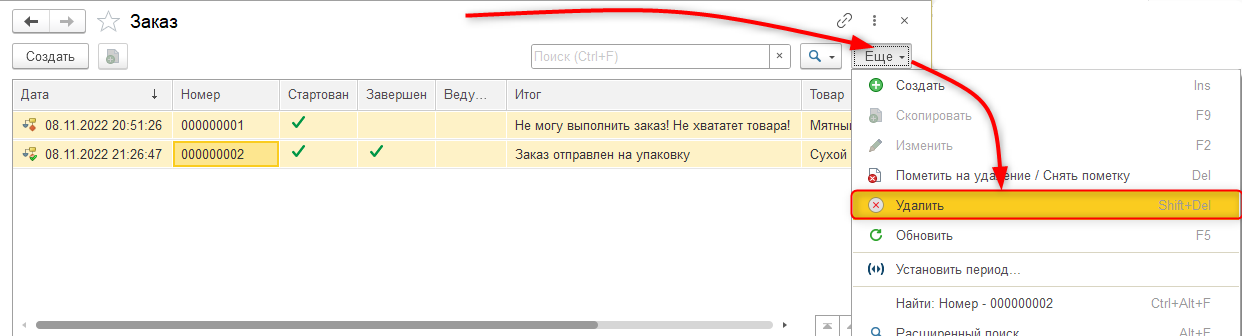 Заказ
Создать
Поиск (Ctrl+F)
Еще
Дата Номер Стартован Завершен Веду... Итог Товар
08.11.2022 20:51:26 000000001 Не могу выполнить заказ! Не хвататет товара! Мятны
08.11.2022 21:26:47 000000002 Заказ отправлен на упаковку Сухой
Создать Ins
Скопировать F9
Изменить F2
Пометить на удаление / Снять пометку Del
Удалить Shift+Del
Обновить F5
Установить период...
Найти: Номер - 000000002 Ctrl+Alt+F
Расширенный поиск Alt+F